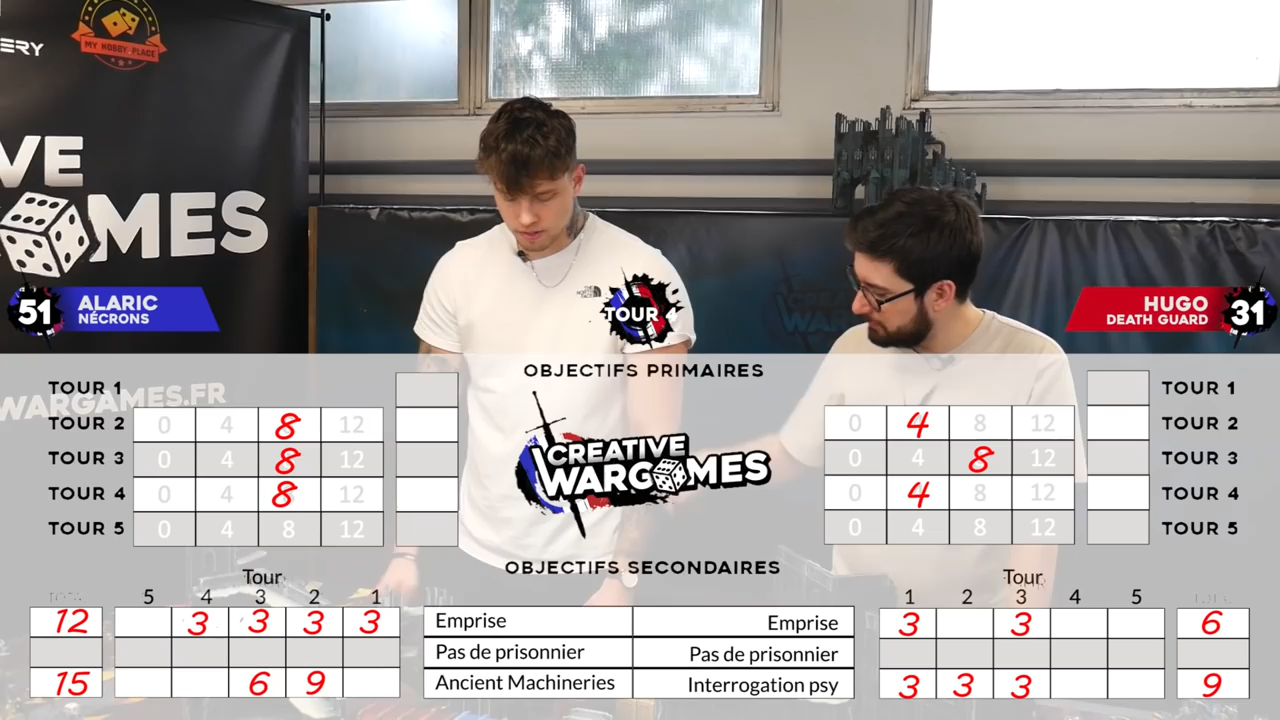 ERY
MY HOBBY PLACE
VE
MES
51 ALARIC
NÉCRONS
THE
NORTH
FACE
TOUR 4
HUGO 31
DEATH GUARD
WARGAMES.FR
OBJECTIFS PRIMAIRES
TOUR 1
TOUR 2 0 4 8 12
TOUR 3 0 4 8 12
TOUR 4 0 4 8 12
TOUR 5 0 4 8 12
CREATIVE
WARGAMES
TOUR 1
0 4 8 12 TOUR 2
0 4 8 12 TOUR 3
0 4 8 12 TOUR 4
0 4 8 12 TOUR 5
OBJECTIFS SECONDAIRES
Tour
5 4 3 2 1
12 3 3 3 3
15 6 9
Emprise Emprise
Pas de prisonnier Pas de prisonnier
Ancient Machineries Interrogation psy
Tour
1 2 3 4 5
3 3 6
3 3 3 9